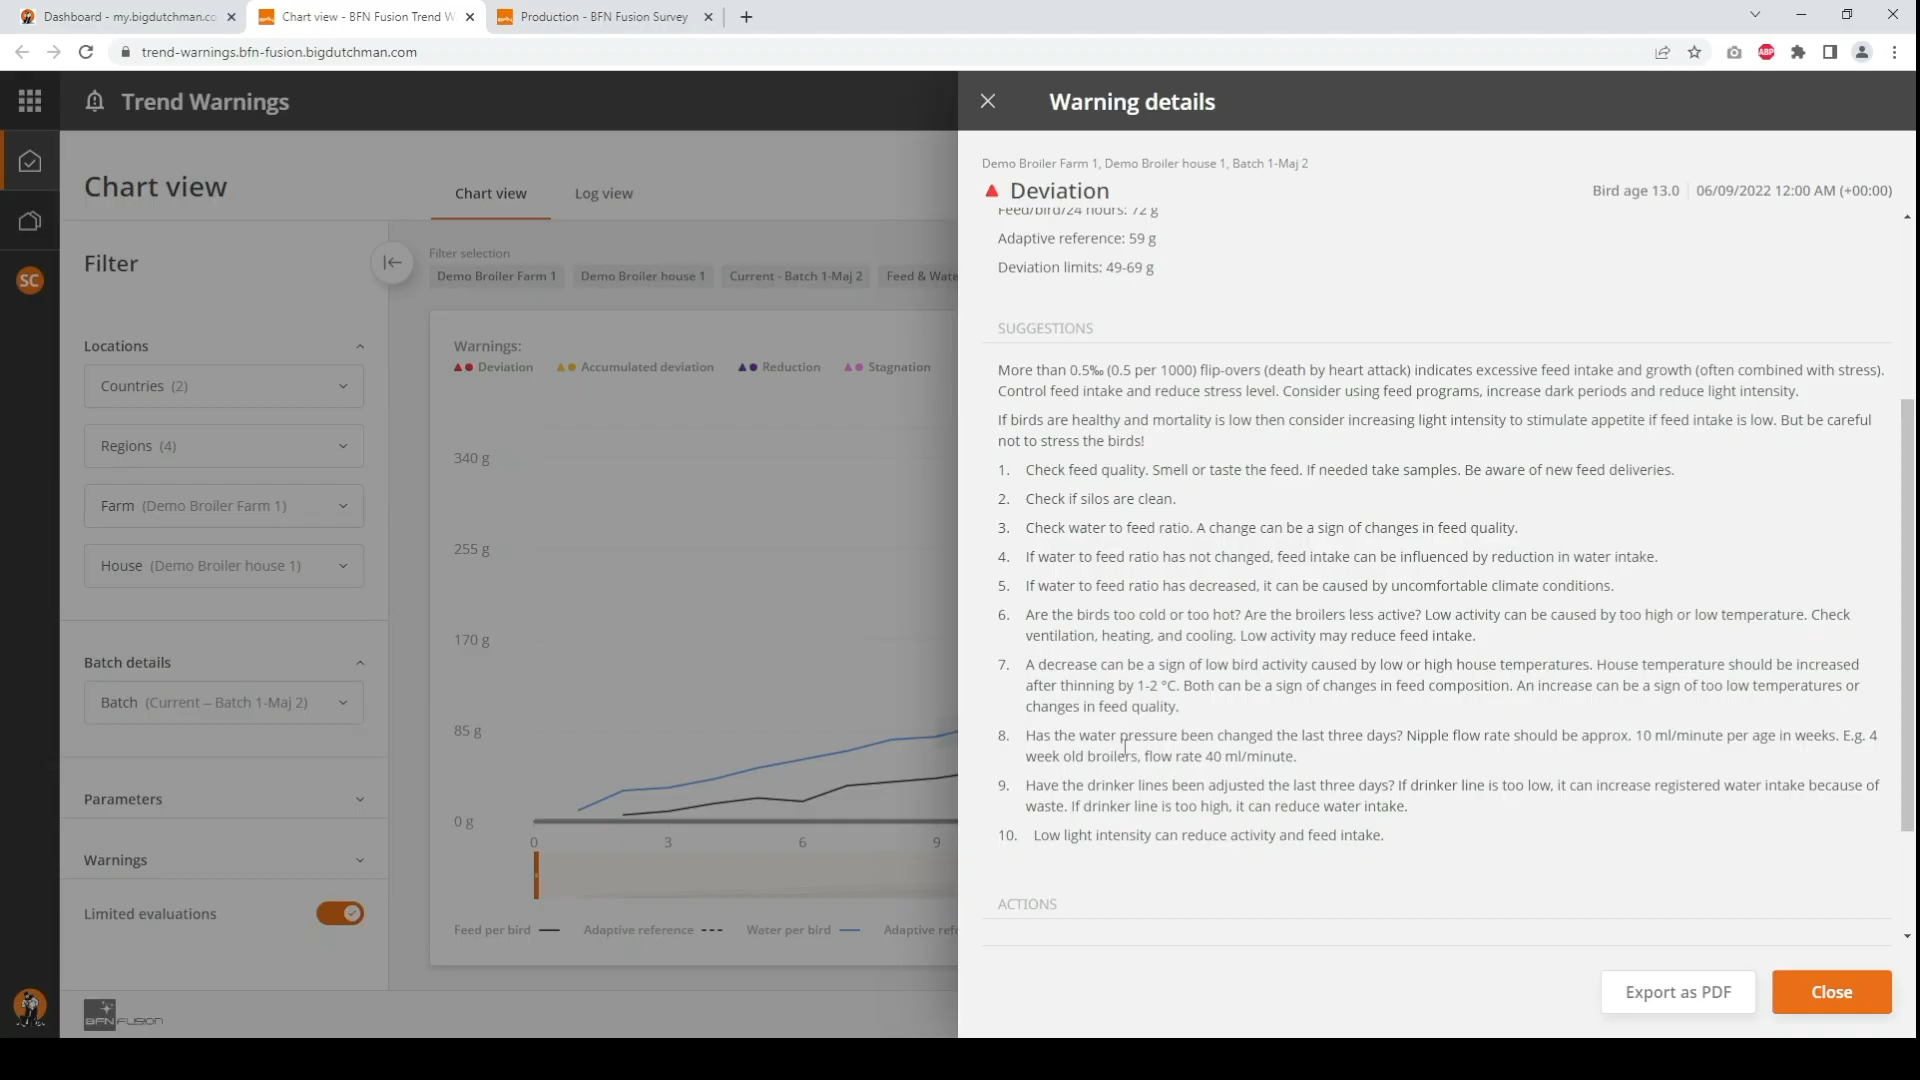 Dashboard - my.bigdutchman.co
Chart view - BFN Fusion Trend W
Production - BFN Fusion Survey
trend-warnings.bfn-fusion.bigdutchman.com
ABP
Trend Warnings
Warning details
SC
Chart view
Chart view
Log view
Filter
Filter selection
Demo Broiler Farm 1
Demo Broiler house 1
Current - Batch 1-Maj 2
Feed & Wate
Locations
Countries (2)
Regions (4)
Farm (Demo Broiler Farm 1)
House (Demo Broiler house 1)
Batch details
Batch (Current – Batch 1-Maj 2)
Parameters
Warnings
Limited evaluations
BFN FUSION
Warnings:
Deviation
Accumulated deviation
Reduction
Stagnation
340 g
255 g
170 g
85 g
0 g
0
3
6
9
Feed per bird
Adaptive reference
Water per bird
Adaptive refe
Demo Broiler Farm 1, Demo Broiler house 1, Batch 1-Maj 2
Deviation
Bird age 13.0
06/09/2022 12:00 AM (+00:00)
Feed/bird/24 hours: 72 g
Adaptive reference: 59 g
Deviation limits: 49-69 g
SUGGESTIONS
More than 0.5‰ (0.5 per 1000) flip-overs (death by heart attack) indicates excessive feed intake and growth (often combined with stress).
Control feed intake and reduce stress level. Consider using feed programs, increase dark periods and reduce light intensity.
If birds are healthy and mortality is low then consider increasing light intensity to stimulate appetite if feed intake is low. But be careful
not to stress the birds!
1. Check feed quality. Smell or taste the feed. If needed take samples. Be aware of new feed deliveries.
2. Check if silos are clean.
3. Check water to feed ratio. A change can be a sign of changes in feed quality.
4. If water to feed ratio has not changed, feed intake can be influenced by reduction in water intake.
5. If water to feed ratio has decreased, it can be caused by uncomfortable climate conditions.
6. Are the birds too cold or too hot? Are the broilers less active? Low activity can be caused by too high or low temperature. Check
ventilation, heating, and cooling. Low activity may reduce feed intake.
7. A decrease can be a sign of low bird activity caused by low or high house temperatures. House temperature should be increased
after thinning by 1-2 °C. Both can be a sign of changes in feed composition. An increase can be a sign of too low temperatures or
changes in feed quality.
8. Has the water pressure been changed the last three days? Nipple flow rate should be approx. 10 ml/minute per age in weeks. E.g. 4
week old broilers, flow rate 40 ml/minute.
9. Have the drinker lines been adjusted the last three days? If drinker line is too low, it can increase registered water intake because of
waste. If drinker line is too high, it can reduce water intake.
10. Low light intensity can reduce activity and feed intake.
ACTIONS
Export as PDF
Close